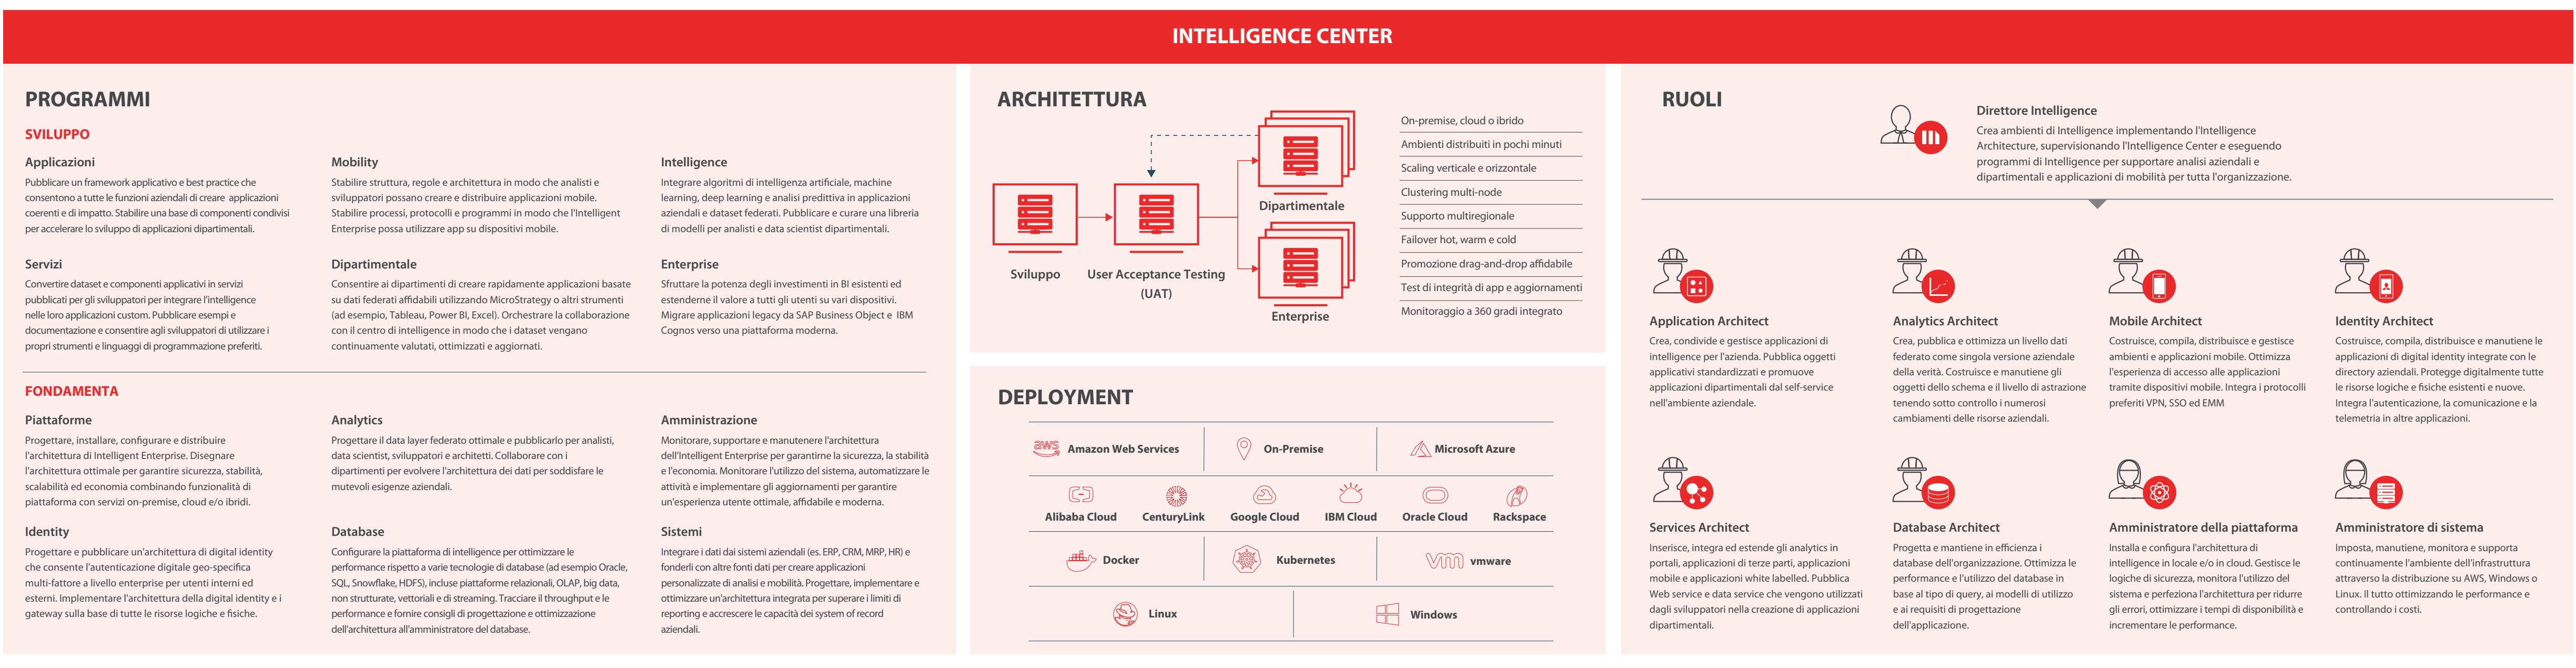 INTELLIGENCE CENTER
PROGRAMMI
SVILUPPO
Applicazioni
Pubblicare un framework applicativo e best practice che
consentono a tutte le funzioni aziendali di creare applicazioni
coerenti e di impatto. Stabilire una base di componenti condivisi
per accelerare lo sviluppo di applicazioni dipartimentali.
Mobility
Stabilire struttura, regole e architettura in modo che analisti e
sviluppatori possano creare e distribuire applicazioni mobile.
Stabilire processi, protocolli e programmi in modo che l'Intelligent
Enterprise possa utilizzare app su dispositivi mobile.
Intelligence
Integrare algoritmi di intelligenza artificiale, machine
learning, deep learning e analisi predittiva in applicazioni
aziendali e dataset federati. Pubblicare e curare una libreria
di modelli per analisti e data scientist dipartimentali.
Servizi
Convertire dataset e componenti applicativi in servizi
pubblicati per gli sviluppatori per integrare l'intelligence
nelle loro applicazioni custom. Pubblicare esempi e
documentazione e consentire agli sviluppatori di utilizzare i
propri strumenti e linguaggi di programmazione preferiti.
Dipartimentale
Consentire ai dipartimenti di creare rapidamente applicazioni basate
su dati federati affidabili utilizzando MicroStrategy o altri strumenti
(ad esempio, Tableau, Power BI, Excel). Orchestrare la collaborazione
con il centro di intelligence in modo che i dataset vengano
continuamente valutati, ottimizzati e aggiornati.
Enterprise
Sfruttare la potenza degli investimenti in BI esistenti ed
estenderne il valore a tutti gli utenti su vari dispositivi.
Migrare applicazioni legacy da SAP Business Object e IBM
Cognos verso una piattaforma moderna.
FONDAMENTA
Piattaforme
Progettare, installare, configurare e distribuire
l'architettura di Intelligent Enterprise. Disegnare
l'architettura ottimale per garantire sicurezza, stabilità,
scalabilità ed economia combinando funzionalità di
piattaforma con servizi on-premise, cloud e/o ibridi.
Analytics
Progettare il data layer federato ottimale e pubblicarlo per analisti,
data scientist, sviluppatori e architetti. Collaborare con i
dipartimenti per evolvere l'architettura dei dati per soddisfare le
mutevoli esigenze aziendali.
Amministrazione
Monitorare, supportare e manutenere l'architettura
dell'Intelligent Enterprise per garantirne la sicurezza, la stabilità
e l'economia. Monitorare l'utilizzo del sistema, automatizzare le
attività e implementare gli aggiornamenti per garantire
un'esperienza utente ottimale, affidabile e moderna.
Identity
Progettare e pubblicare un'architettura di digital identity
che consente l'autenticazione digitale geo-specifica
multi-fattore a livello enterprise per utenti interni ed
esterni. Implementare l'architettura della digital identity e i
gateway sulla base di tutte le risorse logiche e fisiche.
Database
Configurare la piattaforma di intelligence per ottimizzare le
performance rispetto a varie tecnologie di database (ad esempio Oracle,
SQL, Snowflake, HDFS), incluse piattaforme relazionali, OLAP, big data,
non strutturate, vettoriali e di streaming. Tracciare il throughput e le
performance e fornire consigli di progettazione e ottimizzazione
dell'architettura all'amministratore del database.
Sistemi
Integrare i dati dai sistemi aziendali (es. ERP, CRM, MRP, HR) e
fonderli con altre fonti dati per creare applicazioni
personalizzate di analisi e mobilità. Progettare, implementare e
ottimizzare un'architettura integrata per superare i limiti di
reporting e accrescere le capacità dei system of record
aziendali.
ARCHITETTURA
Sviluppo
User Acceptance Testing
(UAT)
Dipartimentale
Enterprise
On-premise, cloud o ibrido
Ambienti distribuiti in pochi minuti
Scaling verticale e orizzontale
Clustering multi-node
Supporto multiregionale
Failover hot, warm e cold
Promozione drag-and-drop affidabile
Test di integrità di app e aggiornamenti
Monitoraggio a 360 gradi integrato
DEPLOYMENT
aws Amazon Web Services
On-Premise
Microsoft Azure
Alibaba Cloud
CenturyLink
Google Cloud
IBM Cloud
Oracle Cloud
Rackspace
Docker
Kubernetes
vm vmware
Linux
Windows
RUOLI
Direttore Intelligence
Crea ambienti di Intelligence implementando l'Intelligence
Architecture, supervisionando l'Intelligence Center e eseguendo
programmi di Intelligence per supportare analisi aziendali e
dipartimentali e applicazioni di mobilità per tutta l'organizzazione.
Application Architect
Crea, condivide e gestisce applicazioni di
intelligence per l'azienda. Pubblica oggetti
applicativi standardizzati e promuove
applicazioni dipartimentali dal self-service
nell'ambiente aziendale.
Analytics Architect
Crea, pubblica e ottimizza un livello dati
federato come singola versione aziendale
della verità. Costruisce e manutiene gli
oggetti dello schema e il livello di astrazione
tenendo sotto controllo i numerosi
cambiamenti delle risorse aziendali.
Mobile Architect
Costruisce, compila, distribuisce e gestisce
ambienti e applicazioni mobile. Ottimizza
l'esperienza di accesso alle applicazioni
tramite dispositivi mobile. Integra i protocolli
preferiti VPN, SSO ed EMM
Identity Architect
Costruisce, compila, distribuisce e manutiene le
applicazioni di digital identity integrate con le
directory aziendali. Protegge digitalmente tutte
le risorse logiche e fisiche esistenti e nuove.
Integra l'autenticazione, la comunicazione e la
telemetria in altre applicazioni.
Services Architect
Inserisce, integra ed estende gli analytics in
portali, applicazioni di terze parti, applicazioni
mobile e applicazioni white labelled. Pubblica
Web service e data service che vengono utilizzati
dagli sviluppatori nella creazione di applicazioni
dipartimentali.
Database Architect
Progetta e mantiene in efficienza i
database dell'organizzazione. Ottimizza le
performance e l'utilizzo del database in
base al tipo di query, ai modelli di utilizzo
e ai requisiti di progettazione
dell'applicazione.
Amministratore della piattaforma
Installa e configura l'architettura di
intelligence in locale e/o in cloud. Gestisce le
logiche di sicurezza, monitora l'utilizzo del
sistema e perfeziona l'architettura per ridurre
gli errori, ottimizzare i tempi di disponibilità e
incrementare le performance.
Amministratore di sistema
Imposta, manutiene, monitora e supporta
continuamente l'ambiente dell'infrastruttura
attraverso la distribuzione su AWS, Windows o
Linux. Il tutto ottimizzando le performance e
controllando i costi.